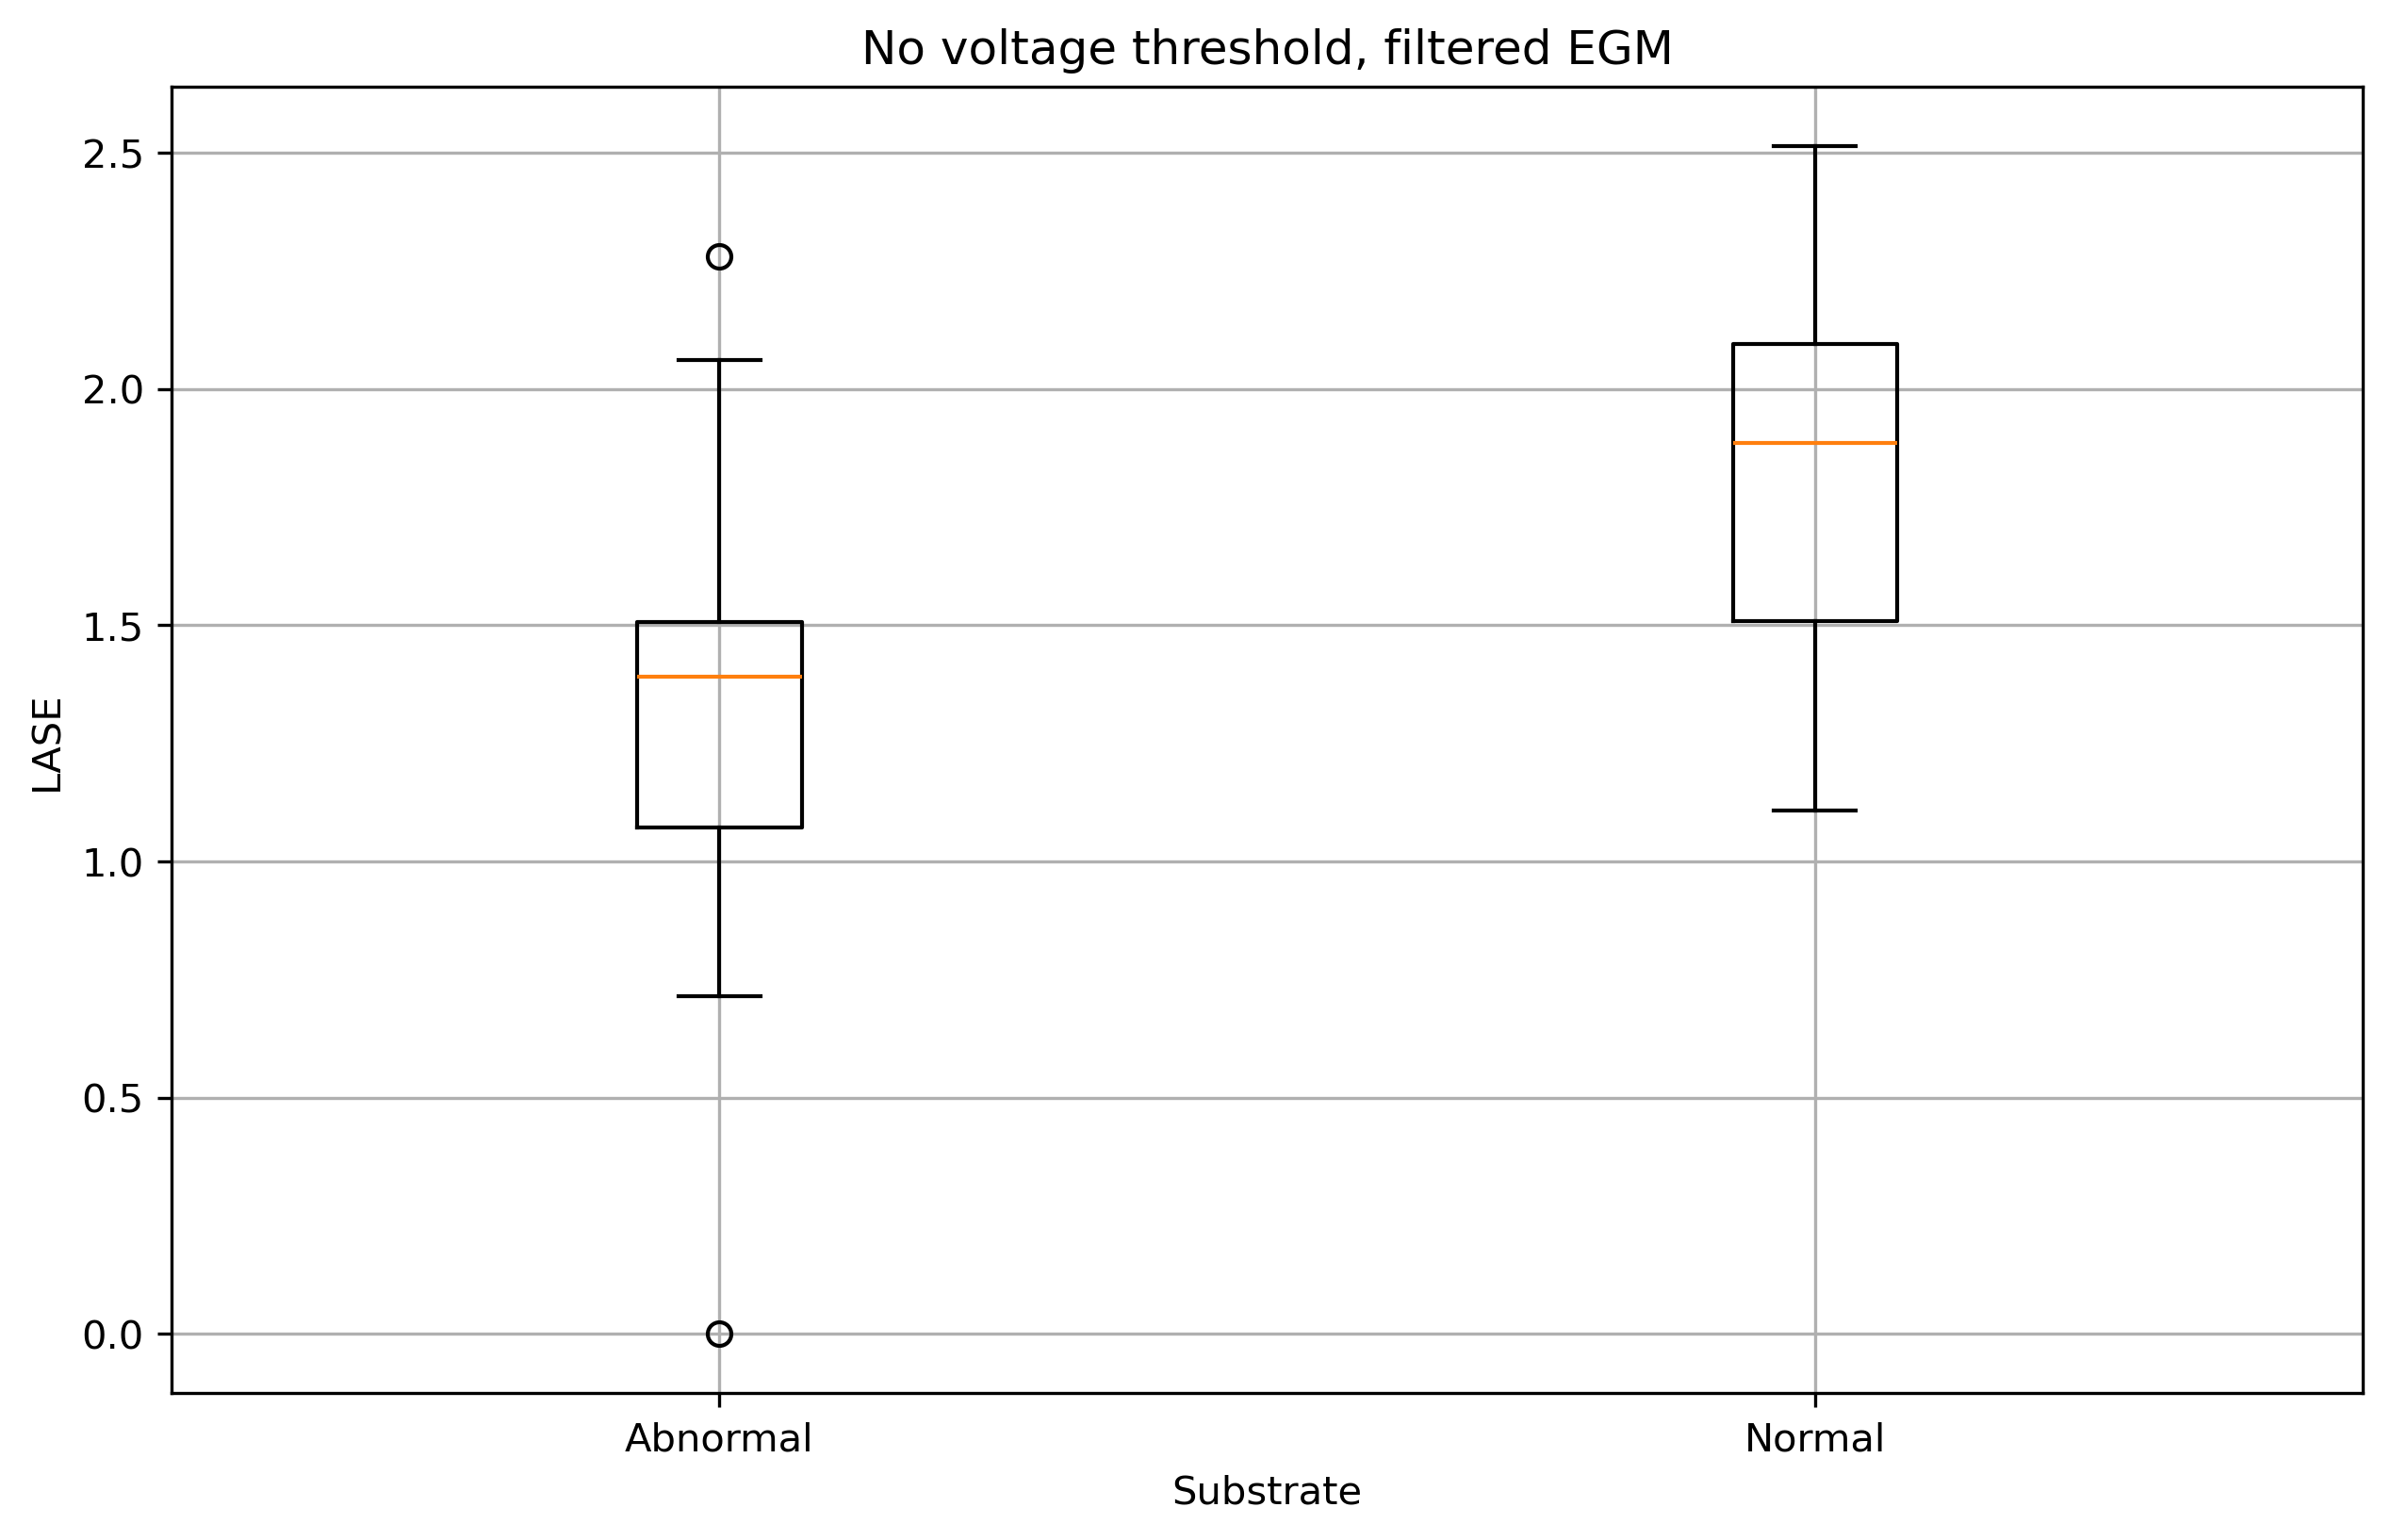 No voltage threshold, filtered EGM
2.5
2.0
1.5
1.0
0.5
0.0
LASE
Abnormal
Normal
Substrate